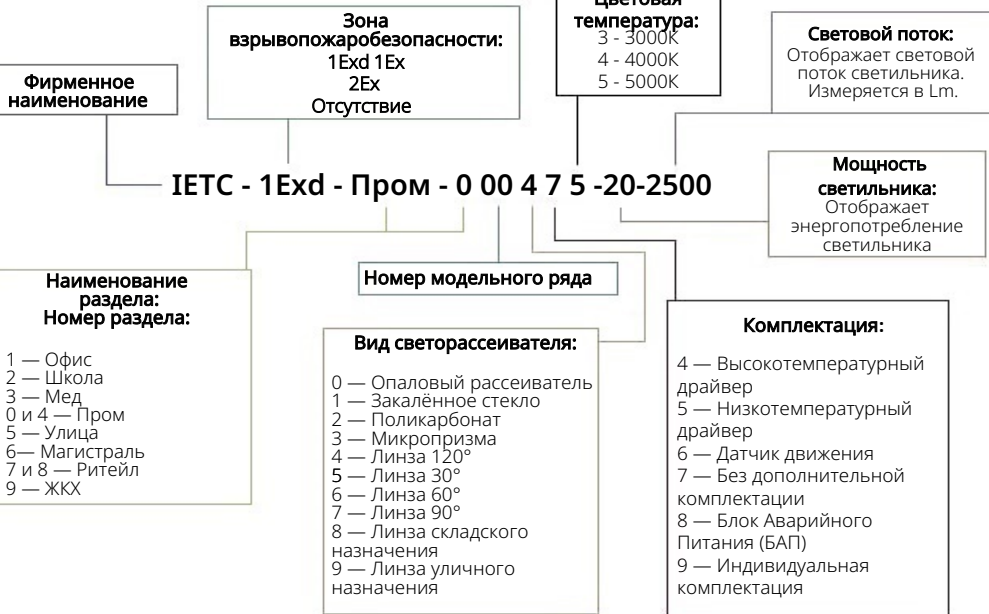 Фирменное
наименование
Зона
взрывопожаробезопасности:
1Exd 1Ex
2Ex
Отсутствие
Цветовая
температура:
3 - 3000К
4 - 4000К
5 - 5000К
Световой поток:
Отображает световой
поток светильника.
Измеряется в Lm.
IETC - 1Exd - Пром - 0 00 4 7 5 -20-2500
Мощность
светильника:
Отображает
энергопотребление
светильника
Наименование
раздела:
Номер раздела:
1 — Офис
2 — Школа
3 — Мед
0 и 4 — Пром
5 — Улица
6— Магистраль
7 и 8 — Ритейл
9 — ЖКХ
Номер модельного ряда
Вид светорассеивателя:
0 — Опаловый рассеиватель
1 — Закалённое стекло
2 — Поликарбонат
3 — Микропризма
4 — Линза 120°
5 — Линза 30°
6 — Линза 60°
7 — Линза 90°
8 — Линза складского
назначения
9 — Линза уличного
назначения
Комплектация:
4 — Высокотемпературный
драйвер
5 — Низкотемпературный
драйвер
6 — Датчик движения
7 — Без дополнительной
комплектации
8 — Блок Аварийного
Питания (БАП)
9 — Индивидуальная
комплектация